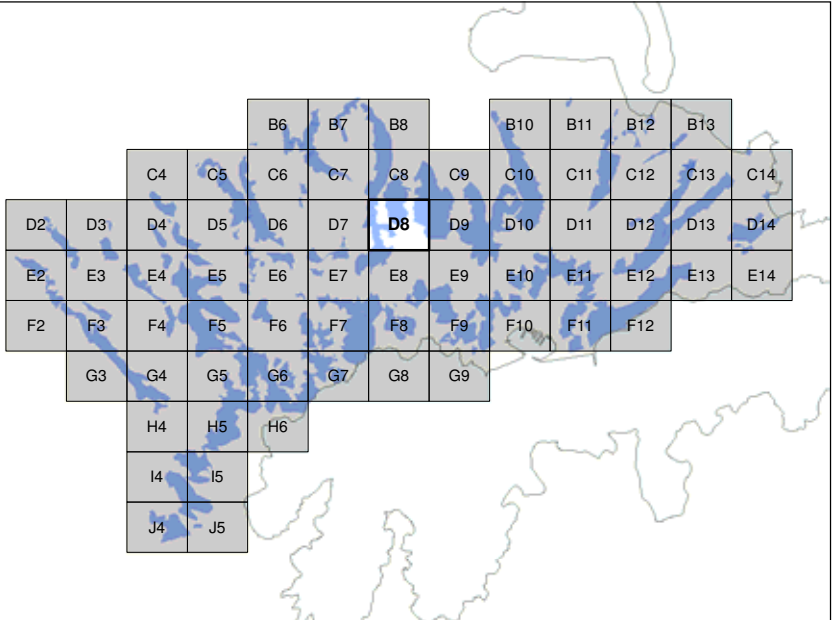 B6 B7 B8 B10 B11 B12 B13
C4 C5 C6 C7 C8 C9 C10 C11 C12 C13 C14
D2 D3 D4 D5 D6 D7 D8 D9 D10 D11 D12 D13 D14
E2 E3 E4 E5 E6 E7 E8 E9 E10 E11 E12 E13 E14
F2 F3 F4 F5 F6 F7 F8 F9 F10 F11 F12
G3 G4 G5 G6 G7 G8 G9
H4 H5 H6
I4 I5
J4 J5